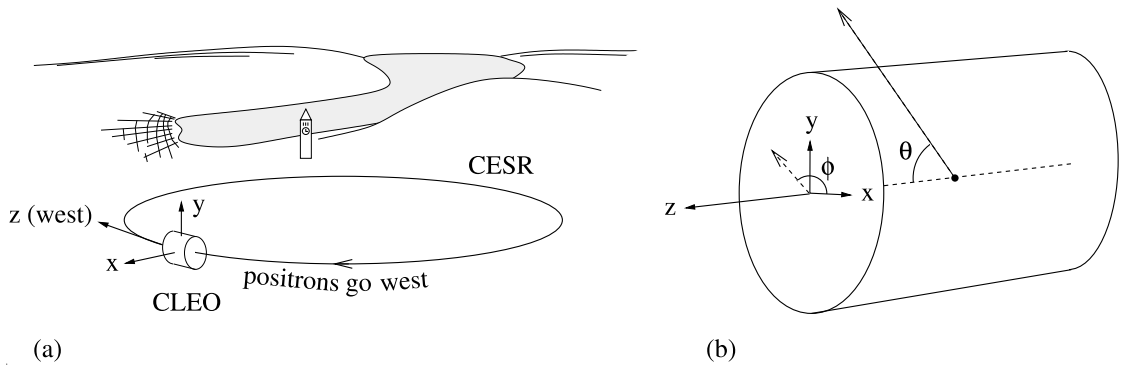 CESR
y
z (west)
x
positrons go west
CLEO
(a)
y
θ
ϕ
x
z
(b)